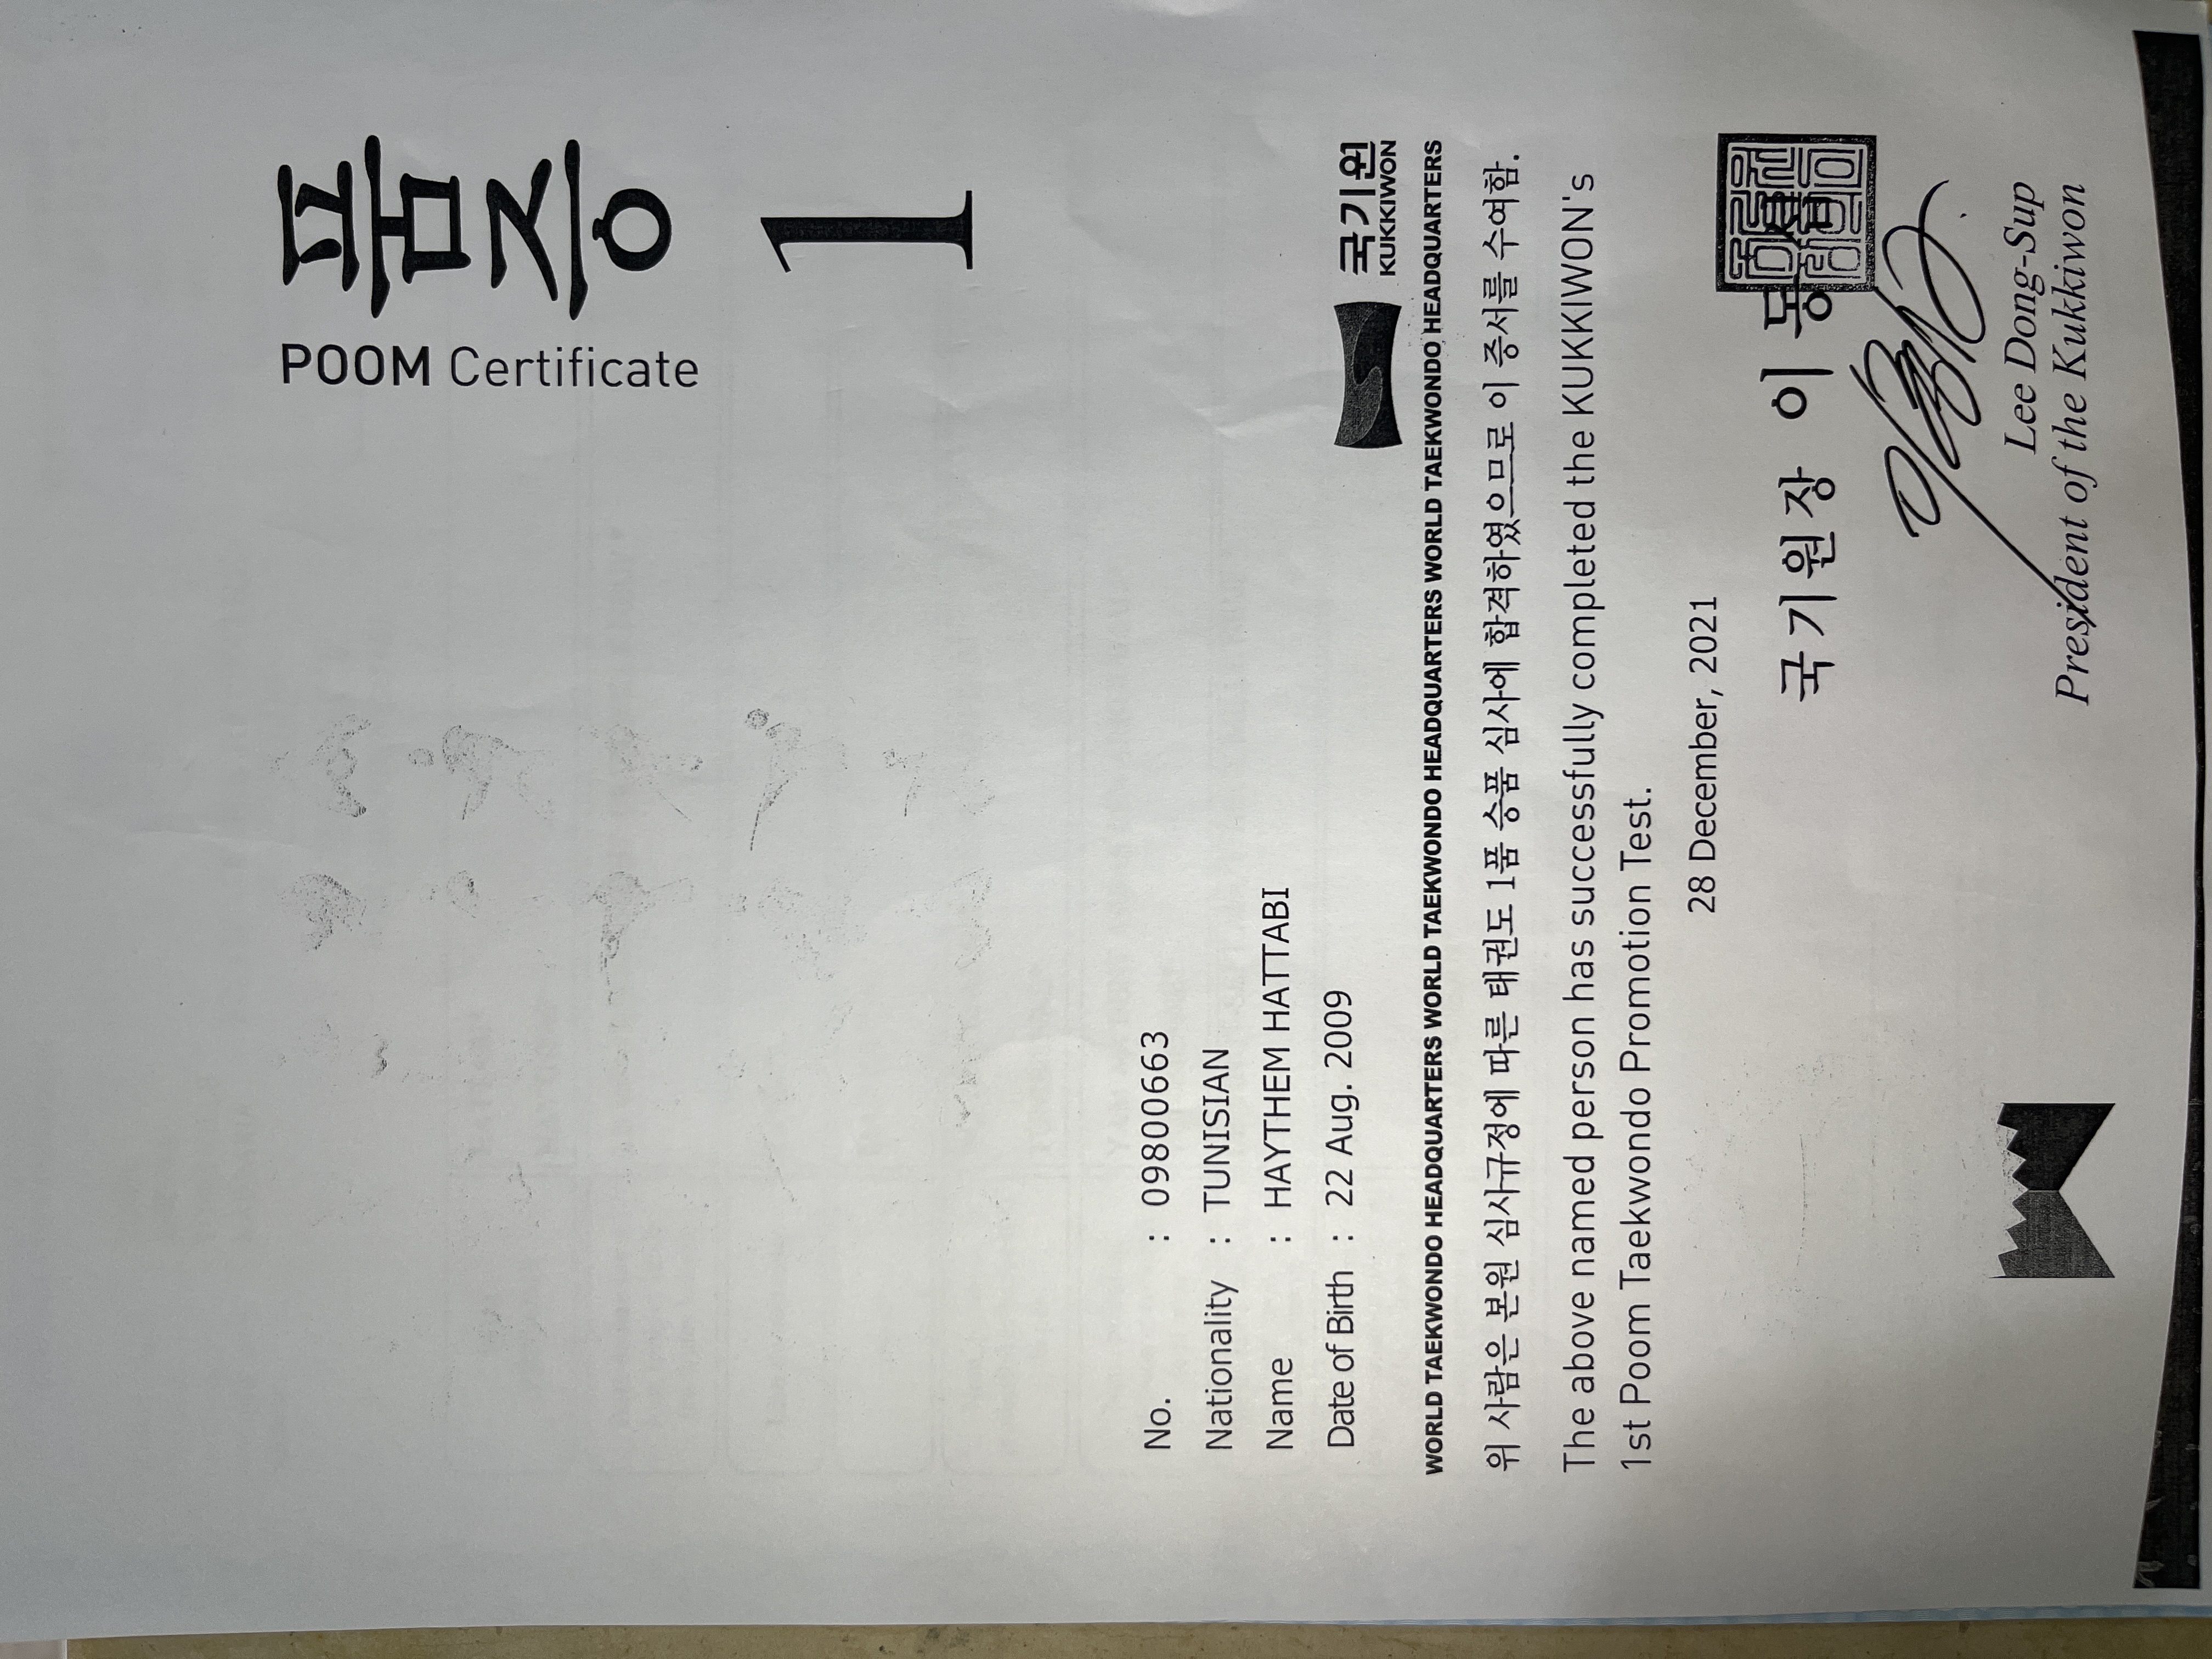 품증
POOM Certificate
1
No. : 09800663
Nationality : TUNISIAN
Name : HAYTHEM HATTABI
Date of Birth : 22 Aug. 2009
국기원
KUKKIWON
WORLD TAEKWONDO HEADQUARTERS WORLD TAEKWONDO HEADQUARTERS WORLD TAEKWONDO HEADQUARTERS WORLD TAEKWONDO HEADQUARTERS
위 사람은 본원 심사규정에 따른 태권도 1품 승품 심사에 합격하였으므로 이 증서를 수여함.
The above named person has successfully completed the KUKKIWON's
1st Poom Taekwondo Promotion Test.
28 December, 2021
국기원장 이 동
Lee Dong-Sup
President of the Kukkiwon